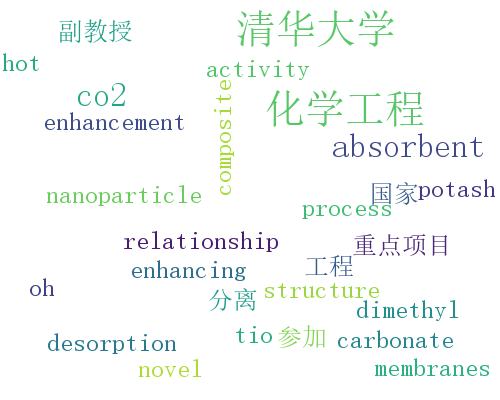 副教授 清华大学
hot activity
co2 composite 化学工程
enhancement absorbent
nanoparticle 国家 potash
process
relationship 重点项目
enhancing 工程
oh 分离 structure
dimethyl
desorption tio 参加 carbonate
novel membranes